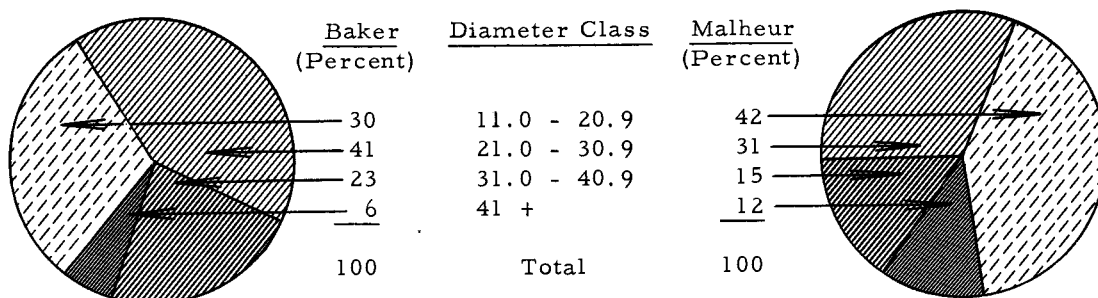 Baker Diameter Class Malheur
(Percent) (Percent)
30 11.0 - 20.9 42
41 21.0 - 30.9 31
23 31.0 - 40.9 15
6 41 + 12
100 Total 100